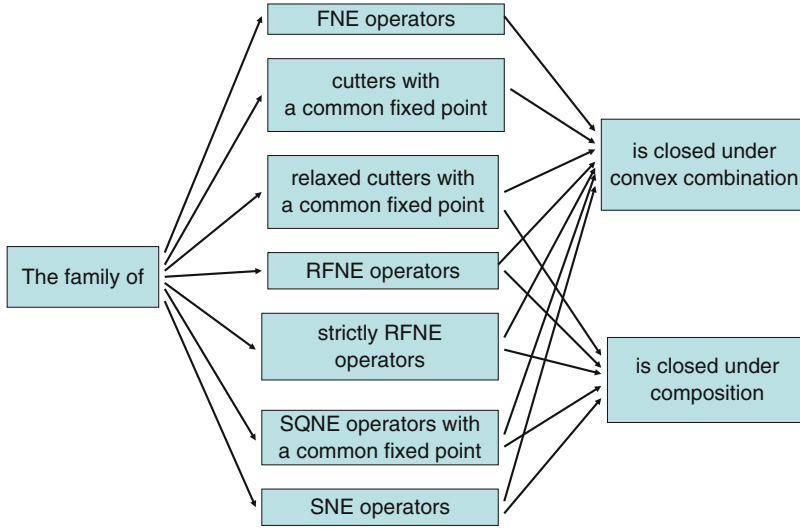 The family of
FNE operators
cutters with
a common fixed point
relaxed cutters with
a common fixed point
RFNE operators
strictly RFNE
operators
SQNE operators with
a common fixed point
SNE operators
is closed under
convex combination
is closed under
composition